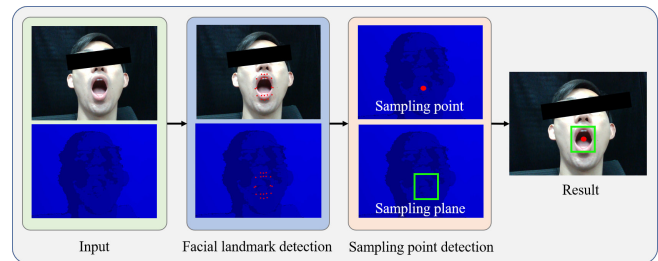 Sampling point
Sampling plane
Input
Facial landmark detection
Sampling point detection
Result